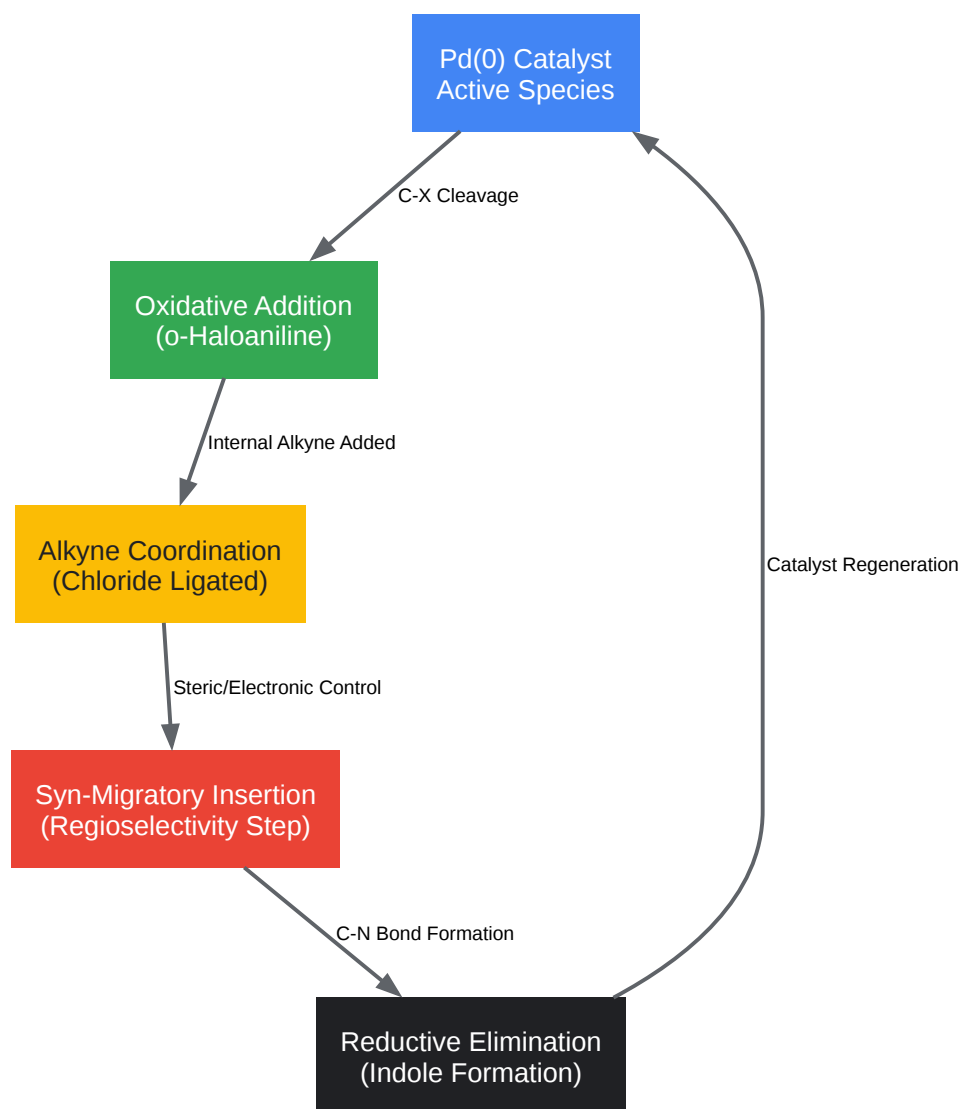 Pd(0) Catalyst
Active Species
C-X Cleavage
Oxidative Addition
(o-Haloaniline)
Internal Alkyne Added
Alkyne Coordination
(Chloride Ligated)
Catalyst Regeneration
Steric/Electronic Control
Syn-Migratory Insertion
(Regioselectivity Step)
C-N Bond Formation
Reductive Elimination
(Indole Formation)